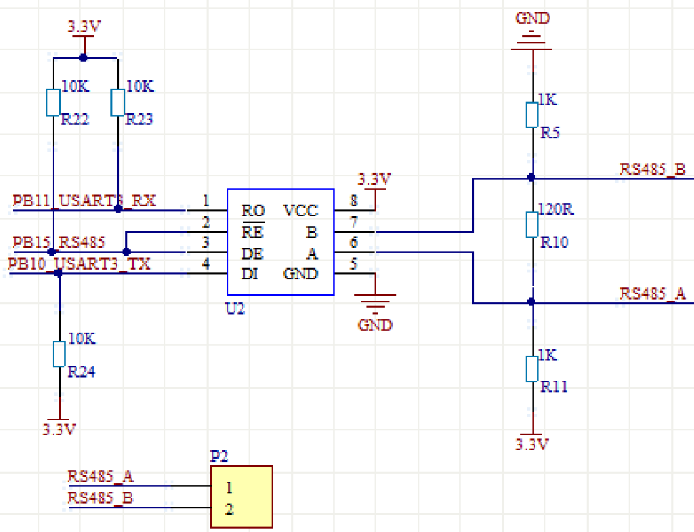 GND
3.3V
10K
10K
1K
R22
R23
R5
RS485_B
3.3V
PB11_USART3_RX
1
RO
VCC
8
2
RE
B
7
120R
PB15_RS485
3
DE
A
6
R10
PB10_USART3_TX
4
DI
GND
5
RS485_A
U2
GND
10K
1K
R24
R11
3.3V
3.3V
P2
RS485_A
1
RS485_B
2